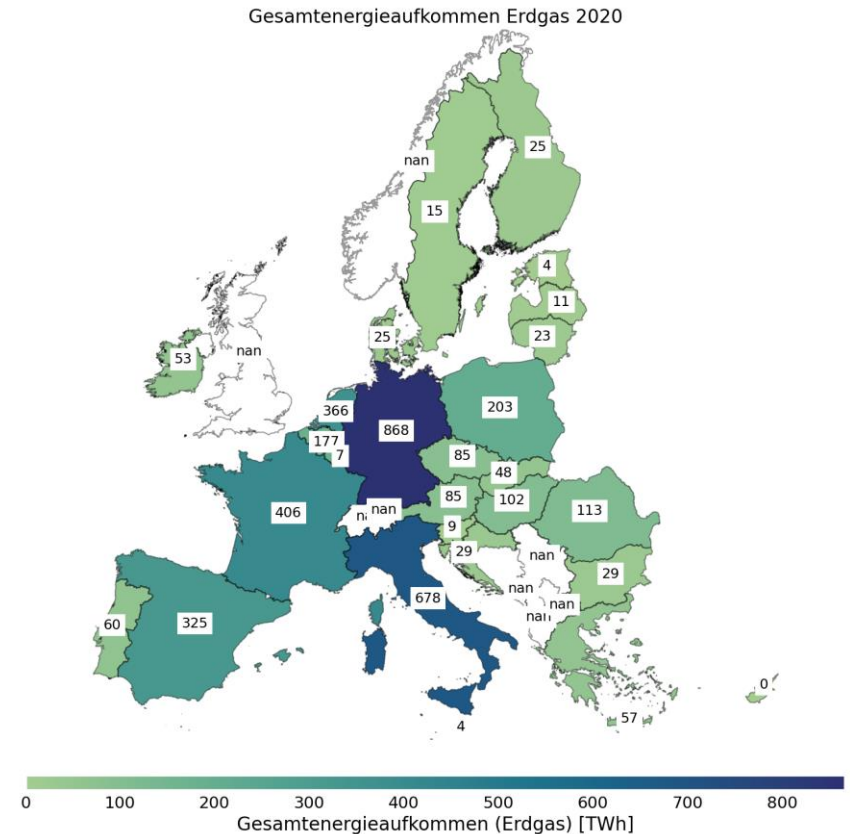 Gesamtenergieaufkommen Erdgas 2020
25
nan
15
4
11
23
25
nan
53
366
203
868
177
7
85
48
85
102
nan
406
113
9
29
nan
29
nan
nan
nan
678
60
325
0
57
4
0 100 200 300 400 500 600 700 800
Gesamtenergieaufkommen (Erdgas) [TWh]